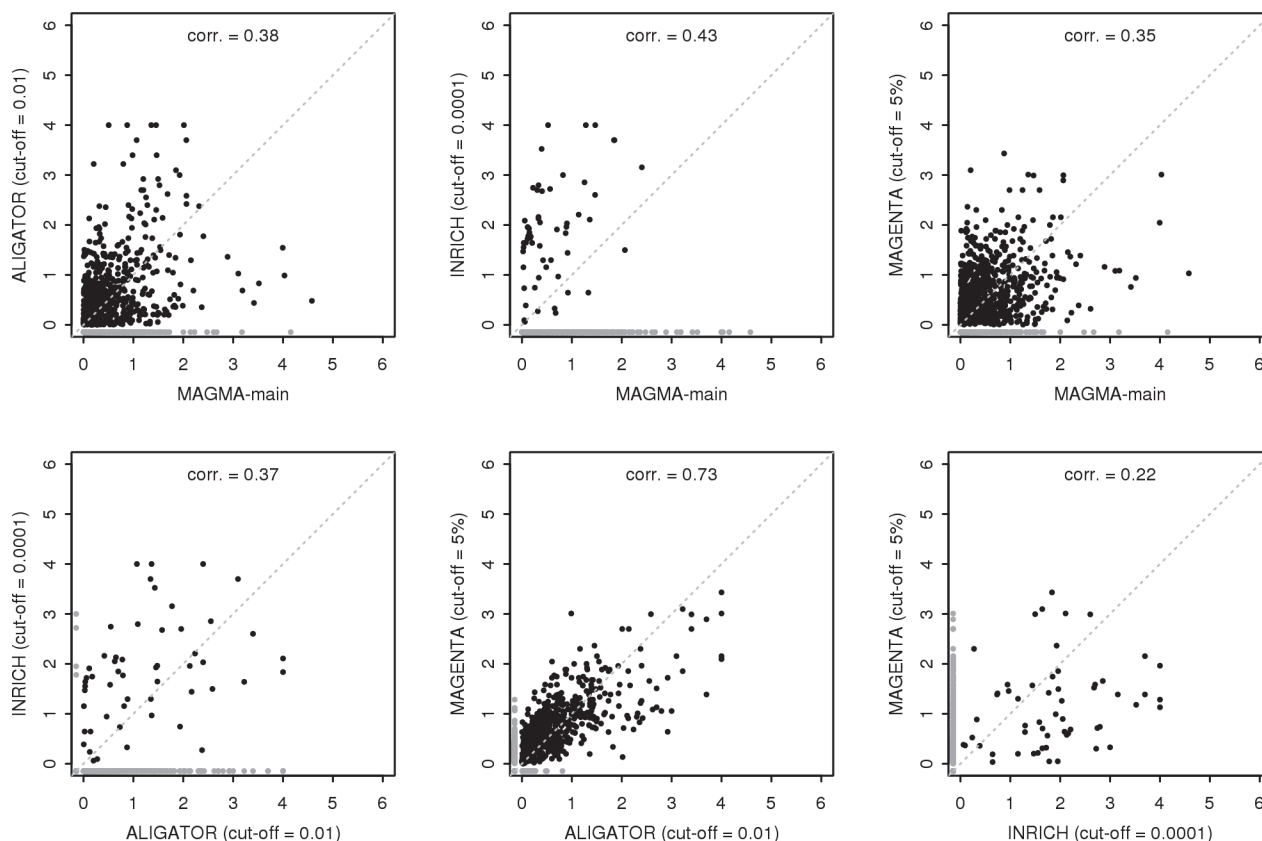 corr. = 0.38
ALIGATOR (cut-off = 0.01)
0 1 2 3 4 5 6
0 1 2 3 4 5 6
MAGMA-main
corr. = 0.43
INRICH (cut-off = 0.0001)
0 1 2 3 4 5 6
0 1 2 3 4 5 6
MAGMA-main
corr. = 0.35
MAGENTA (cut-off = 5%)
0 1 2 3 4 5 6
0 1 2 3 4 5 6
MAGMA-main
corr. = 0.37
INRICH (cut-off = 0.0001)
0 1 2 3 4 5 6
0 1 2 3 4 5 6
ALIGATOR (cut-off = 0.01)
corr. = 0.73
MAGENTA (cut-off = 5%)
0 1 2 3 4 5 6
0 1 2 3 4 5 6
ALIGATOR (cut-off = 0.01)
corr. = 0.22
MAGENTA (cut-off = 5%)
0 1 2 3 4 5 6
0 1 2 3 4 5 6
INRICH (cut-off = 0.0001)